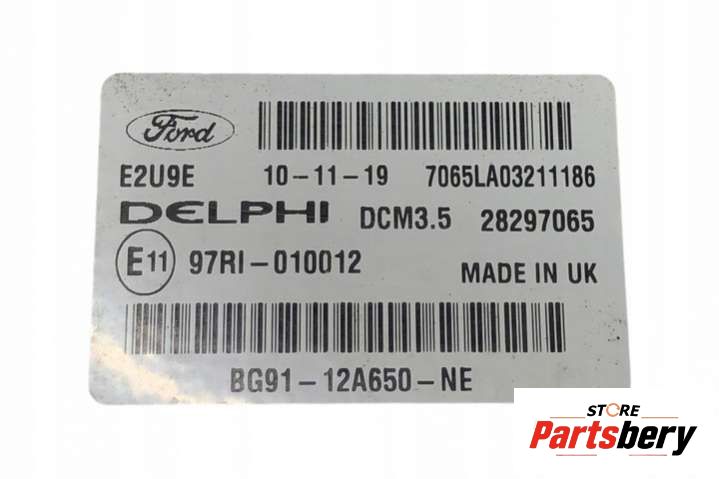 Ford
E2U9E 10-11-19 7065LA03211186
DELPHI DCM3.5 28297065
E11 97RI-010012 MADE IN UK
BG91-12A650-NE
STORE
Partsbery